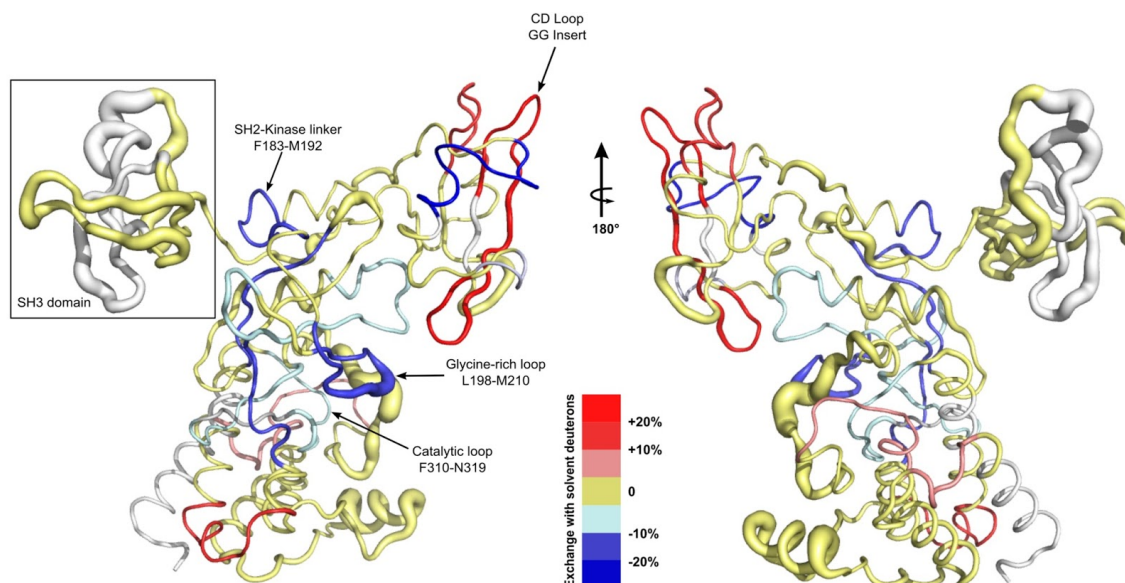 CD Loop
GG Insert
SH2-Kinase linker
F183-M192
SH3 domain
180°
Glycine-rich loop
L198-M210
Catalytic loop
F310-N319
Exchange with solvent deuterons
+20%
+10%
0
-10%
-20%